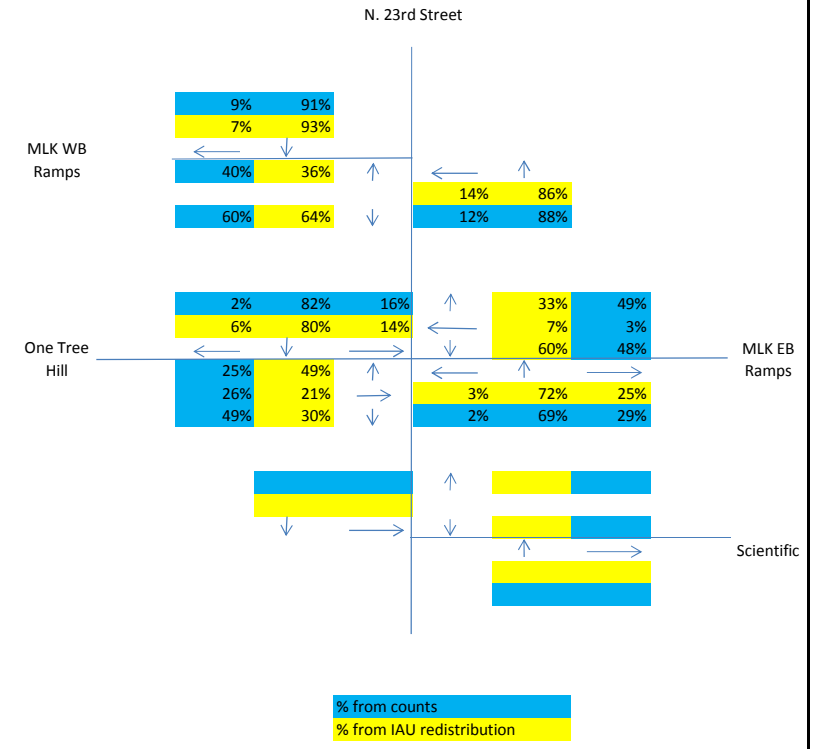 N. 23rd Street
9% 91%
7% 93%
MLK WB
Ramps
40% 36%
14% 86%
60% 64%
12% 88%
2% 82% 16%
33% 49%
6% 80% 14%
7% 3%
One Tree
Hill
60% 48%
MLK EB
Ramps
25% 49%
26% 21%
3% 72% 25%
49% 30%
2% 69% 29%
Scientific
% from counts
% from IAU redistribution